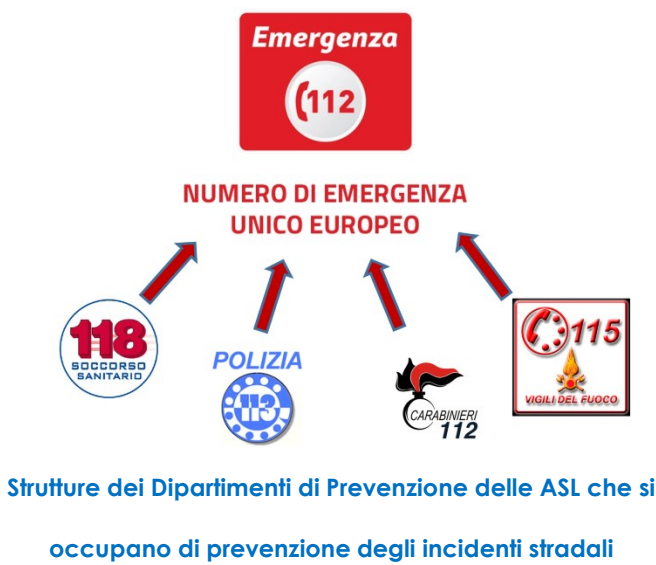 Emergenza
112
NUMERO DI EMERGENZA
UNICO EUROPEO
118
SOCCORSO
SANITARIO
POLIZIA
113
CARABINIERI
112
115
VIGILI DEL FUOCO
Strutture dei Dipartimenti di Prevenzione delle ASL che si
occupano di prevenzione degli incidenti stradali